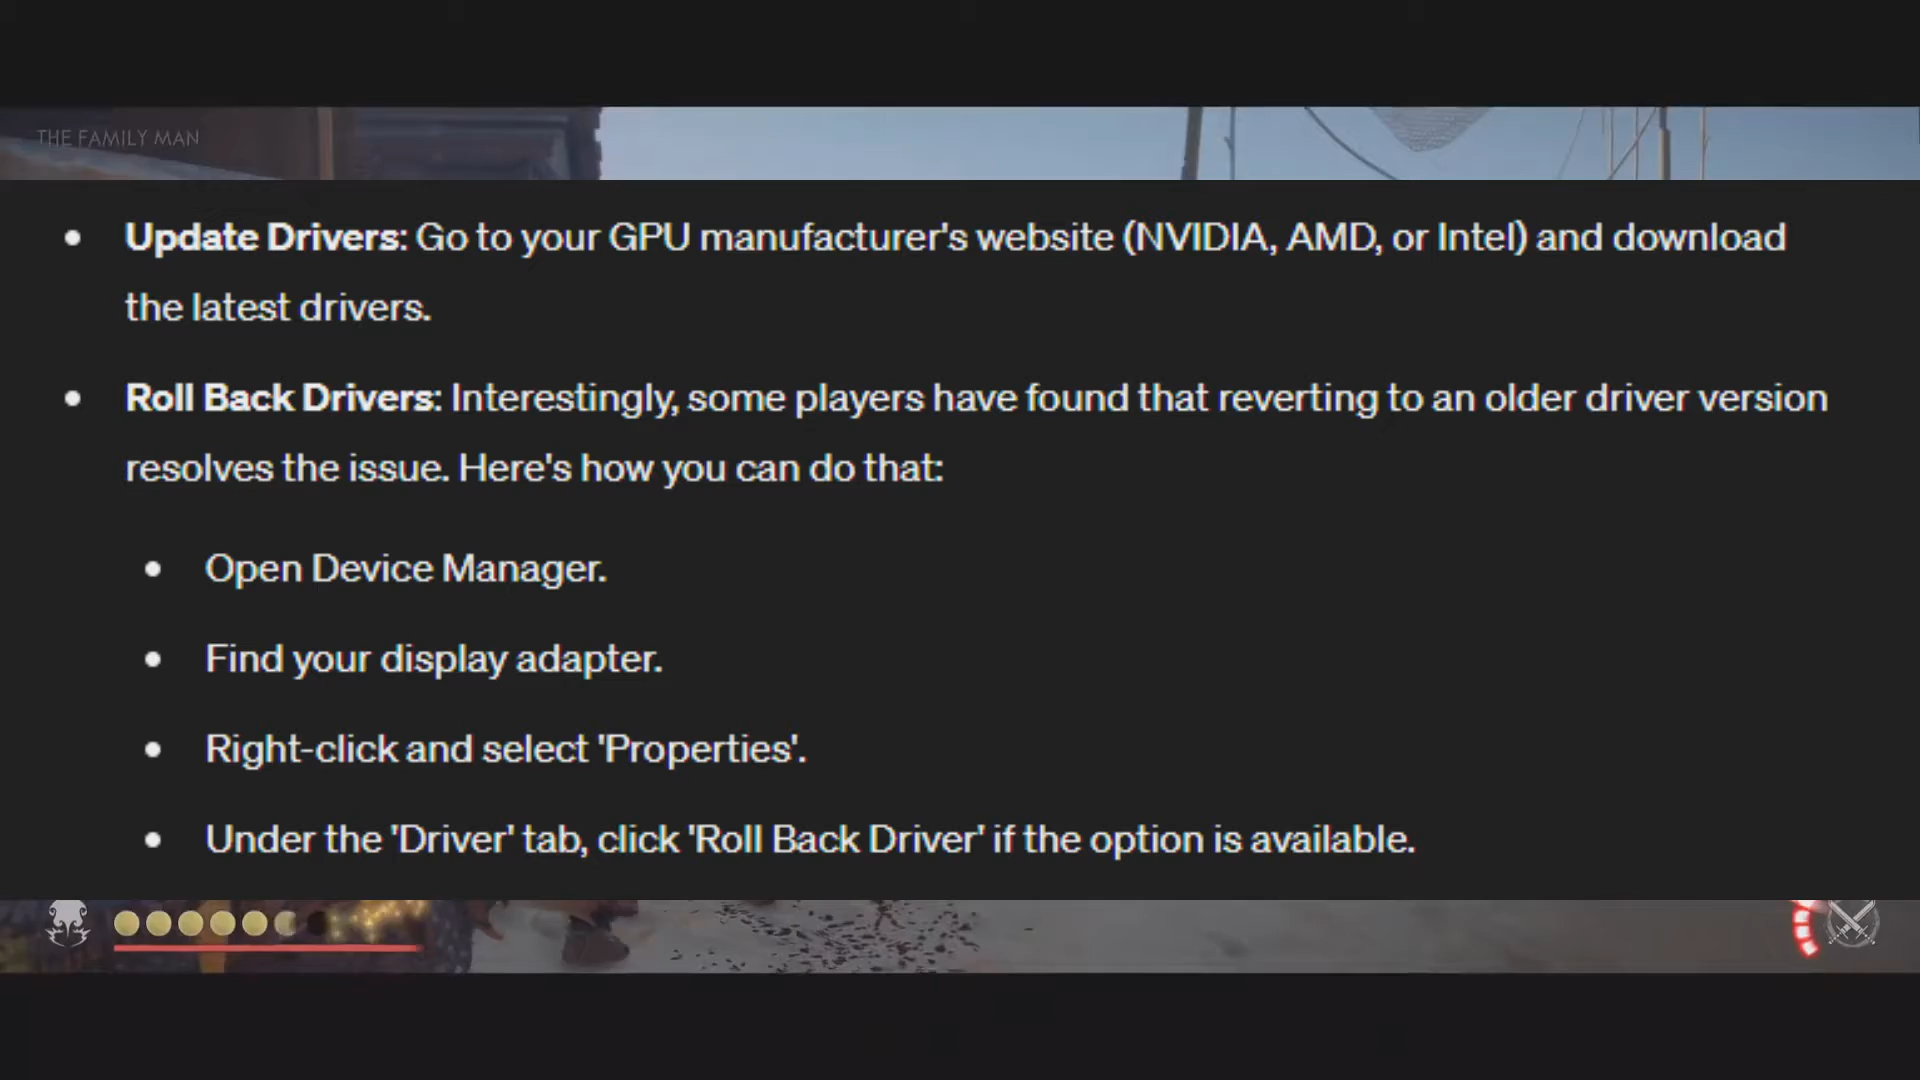 THE FAMILY MAN
Update Drivers: Go to your GPU manufacturer's website (NVIDIA, AMD, or Intel) and download
the latest drivers.
Roll Back Drivers: Interestingly, some players have found that reverting to an older driver version
resolves the issue. Here's how you can do that:
Open Device Manager.
Find your display adapter.
Right-click and select 'Properties'.
Under the 'Driver' tab, click 'Roll Back Driver' if the option is available.